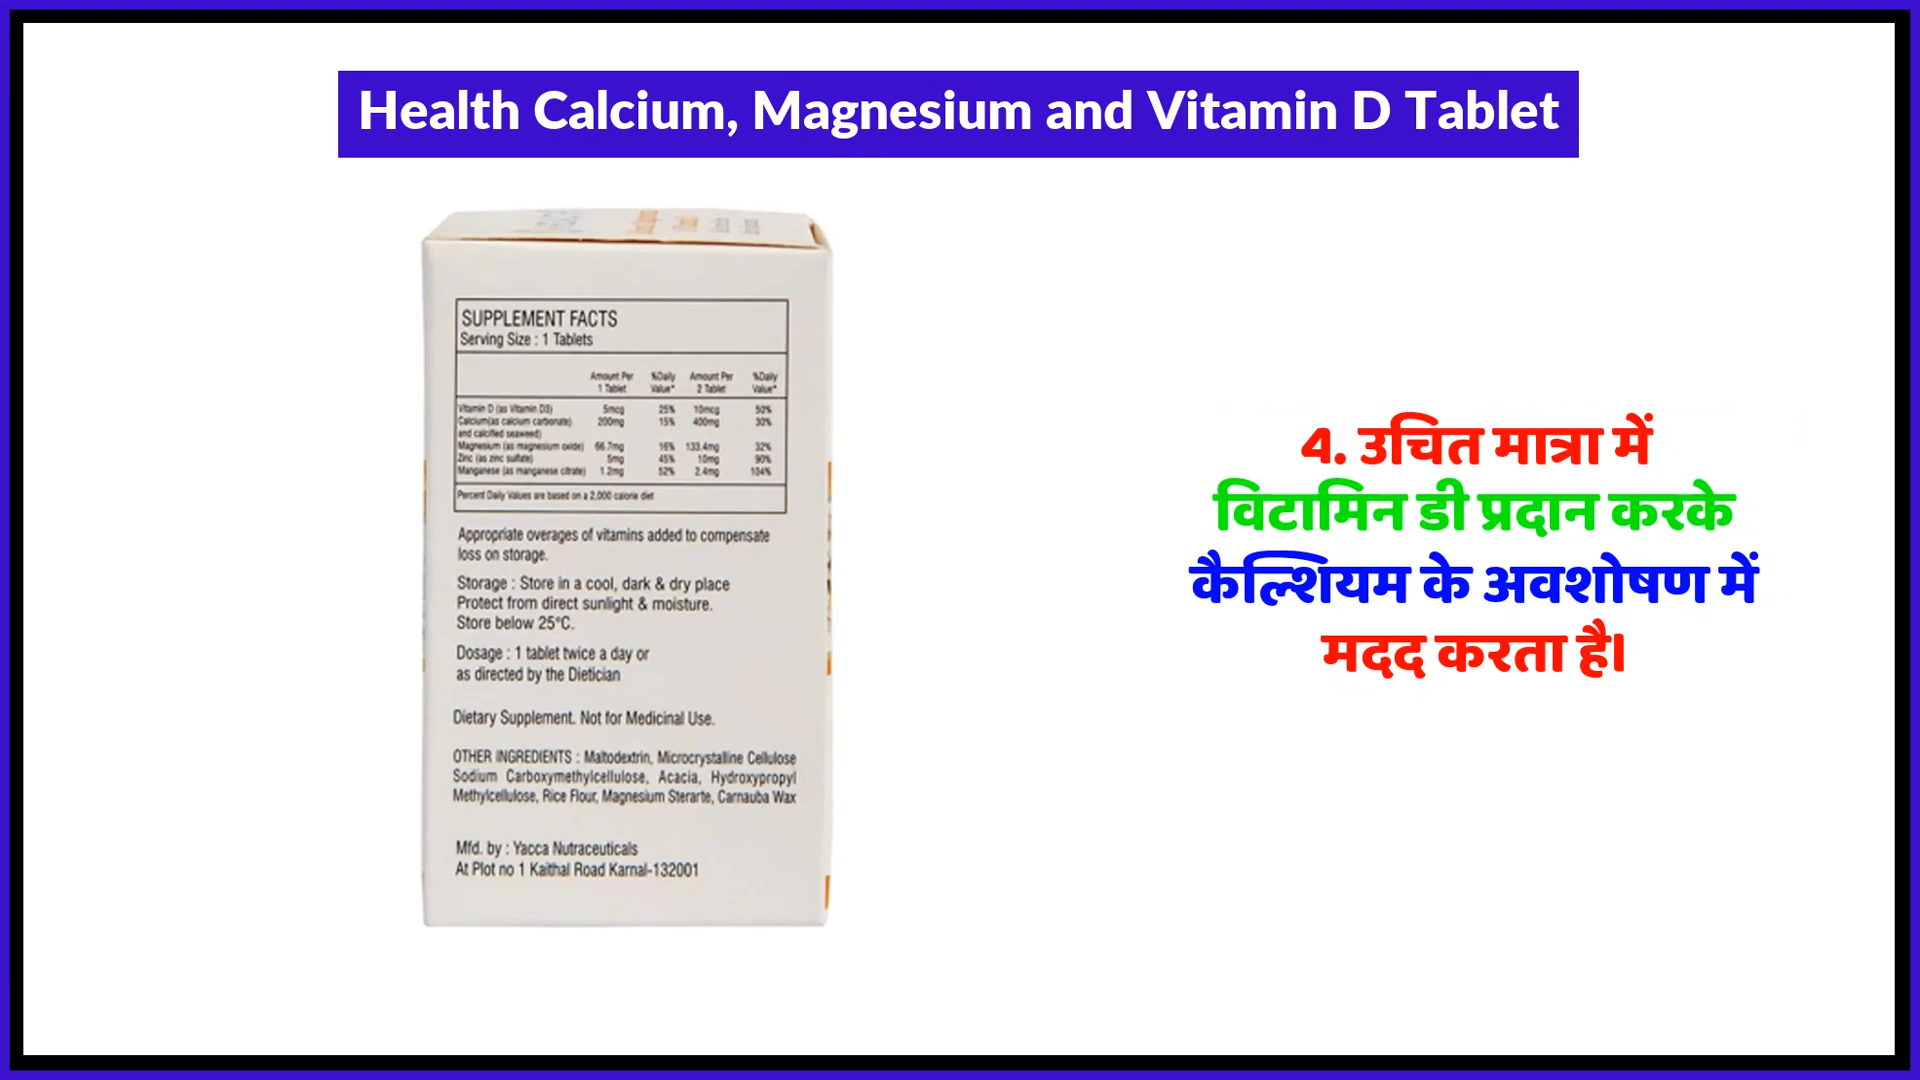 Health Calcium, Magnesium and Vitamin D Tablet
SUPPLEMENT FACTS
Serving Size : 1 Tablets
Amount Per %Daily Amount Per %Daily
1 Tablet Value* 2 Tablet Value*
Vitamin D (as Vitamin D3) 5mcg 25% 10mcg 50%
Calcium(as calcium carbonate) 200mg 15% 400mg 30%
and calcified seaweed)
Magnesium (as magnesium oxide) 66.7mg 16% 133.4mg 32%
Zinc (as zinc sulfate) 5mg 45% 10mg 90%
Manganese (as manganese citrate) 1.2mg 52% 2.4mg 104%
Percent Daily Values are based on a 2,000 calorie diet
Appropriate overages of vitamins added to compensate
loss on storage.
Storage : Store in a cool, dark & dry place
Protect from direct sunlight & moisture.
Store below 25°C.
Dosage : 1 tablet twice a day or
as directed by the Dietician
Dietary Supplement. Not for Medicinal Use.
OTHER INGREDIENTS : Maltodextrin, Microcrystalline Cellulose
Sodium Carboxymethylcellulose, Acacia, Hydroxypropyl
Methylcellulose, Rice Flour, Magnesium Sterarte, Carnauba Wax
Mfd. by : Yacca Nutraceuticals
At Plot no 1 Kaithal Road Karnal-132001
4. उचित मात्रा में
विटामिन डी प्रदान करके
कैल्शियम के अवशोषण में
मदद करता है।